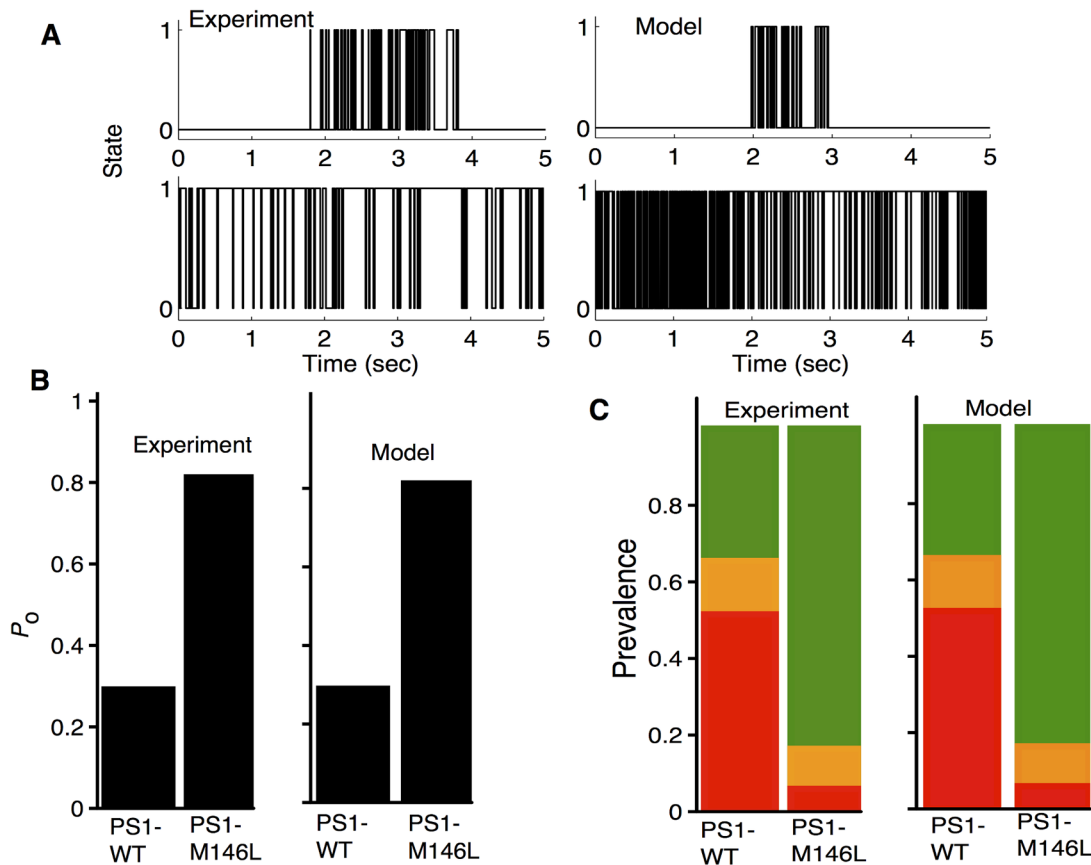 A
Experiment
Model
State
1
0
0 1 2 3 4 5
1
0
0 1 2 3 4 5
1
0
0 1 2 3 4 5
Time (sec)
1
0
0 1 2 3 4 5
Time (sec)
B
Experiment
Model
Po
1
0.8
0.6
0.4
0.2
0
PS1-
WT
PS1-
M146L
PS1-
WT
PS1-
M146L
C
Experiment
Model
Prevalence
0.8
0.6
0.4
0.2
0
PS1-
WT
PS1-
M146L
PS1-
WT
PS1-
M146L